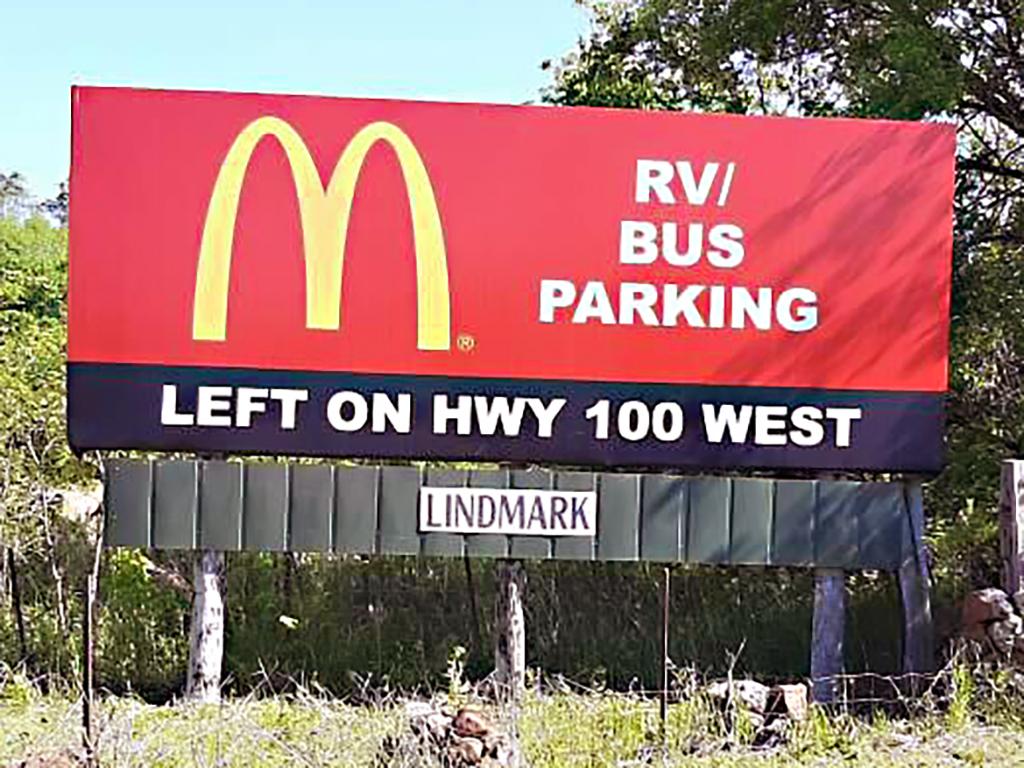 RV/
BUS
PARKING
®
LEFT ON HWY 100 WEST
LINDMARK